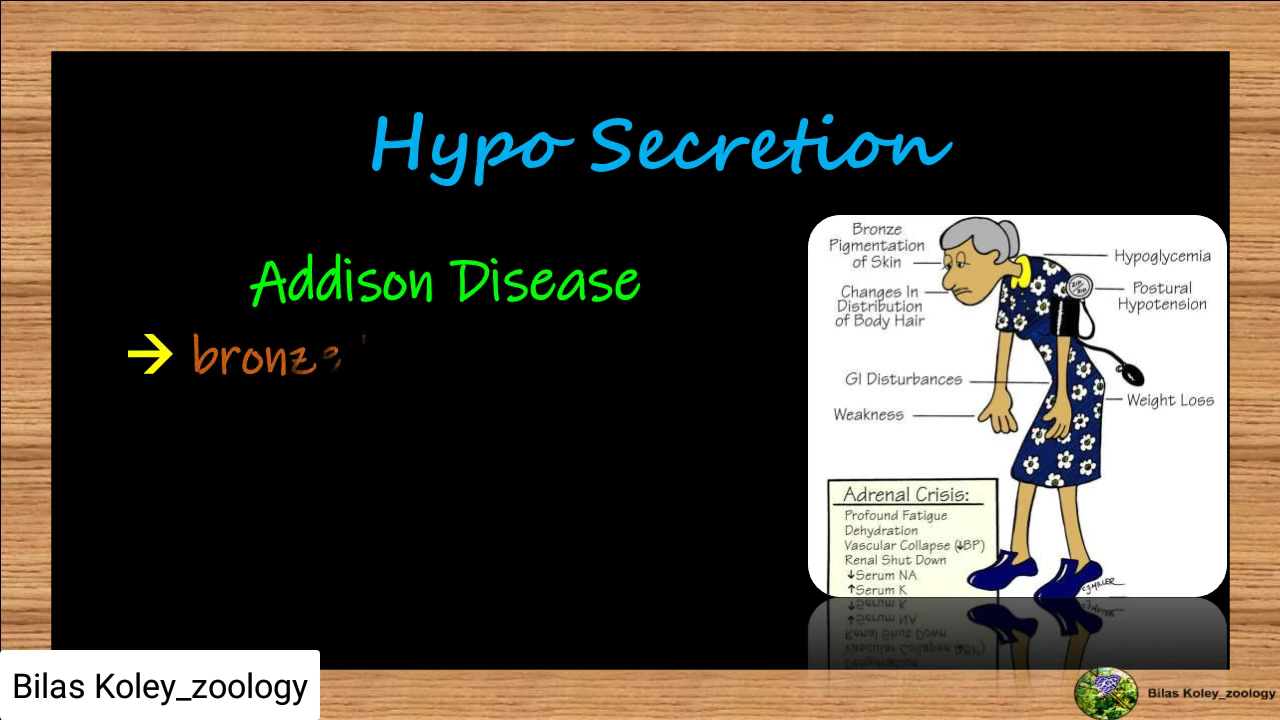 Hypo Secretion
Addison Disease
→ bronze
Bronze
Pigmentation
of Skin
Changes In
Distribution
of Body Hair
GI Disturbances
Weakness
Hypoglycemia
Postural
Hypotension
Weight Loss
Adrenal Crisis:
Profound Fatigue
Dehydration
Vascular Collapse (↓BP)
Renal Shut Down
↓Serum NA
↑Serum K
Bilas Koley_zoology
Bilas Koley_zoology